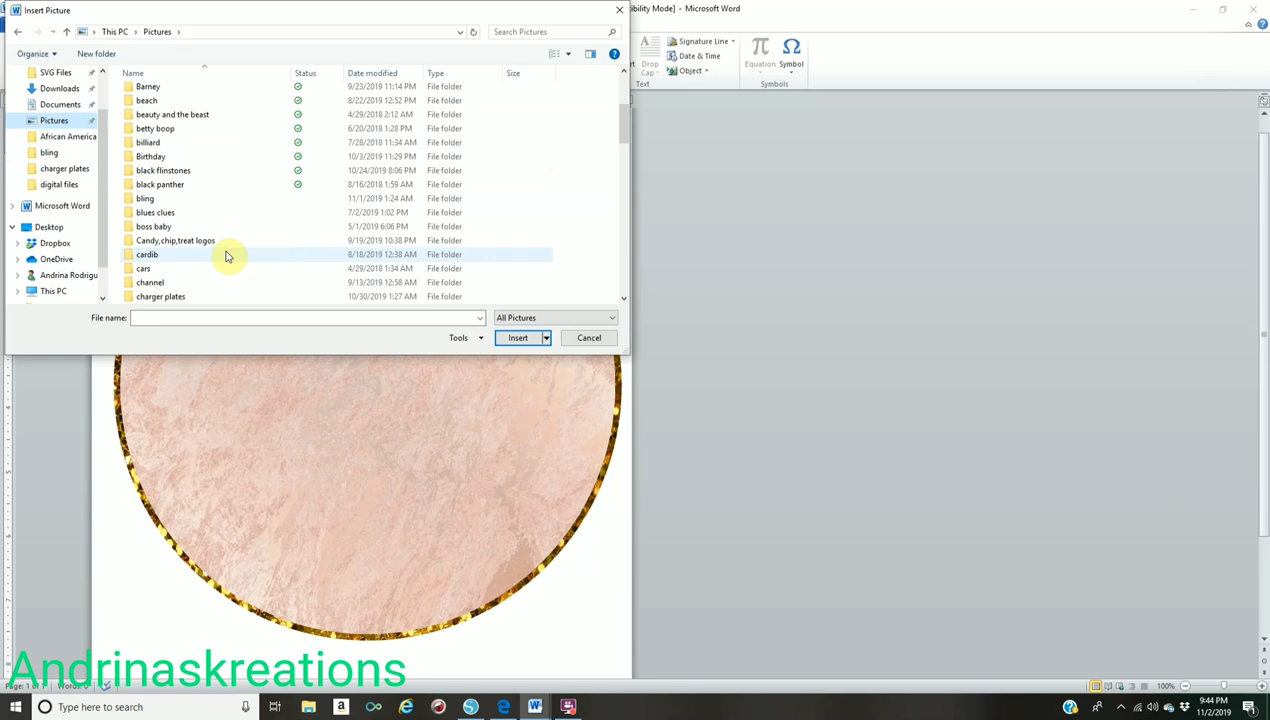 Insert Picture
ibility Mode] - Microsoft Word
This PC
Pictures
Search Pictures
Organize
New folder
Signature Line
Date & Time
Object
Drop
Cap
Equation
Symbol
Text
Symbols
Name
Status
Date modified
Type
Size
SVG Files
Downloads
Documents
Pictures
African America
bling
charger plates
digital files
Microsoft Word
Desktop
Dropbox
OneDrive
Andrina Rodrigu
This PC
Barney 9/23/2019 11:14 PM File folder
beach 8/22/2019 12:52 PM File folder
beauty and the beast 4/29/2018 2:12 AM File folder
betty boop 6/20/2018 1:28 PM File folder
billiard 7/28/2018 11:34 AM File folder
Birthday 10/3/2019 11:29 PM File folder
black flinstones 10/24/2019 8:06 PM File folder
black panther 8/16/2018 1:59 AM File folder
bling 11/1/2019 1:24 AM File folder
blues clues 7/2/2019 1:02 PM File folder
boss baby 5/1/2019 6:06 PM File folder
Candy,chip,treat logos 9/19/2019 10:38 PM File folder
cardib 8/18/2019 12:38 AM File folder
cars 4/29/2018 1:34 AM File folder
channel 9/13/2019 12:58 AM File folder
charger plates 10/30/2019 1:27 AM File folder
File name:
All Pictures
Tools
Insert
Cancel
Andrinaskreations
100%
Type here to search
9:44 PM
11/2/2019